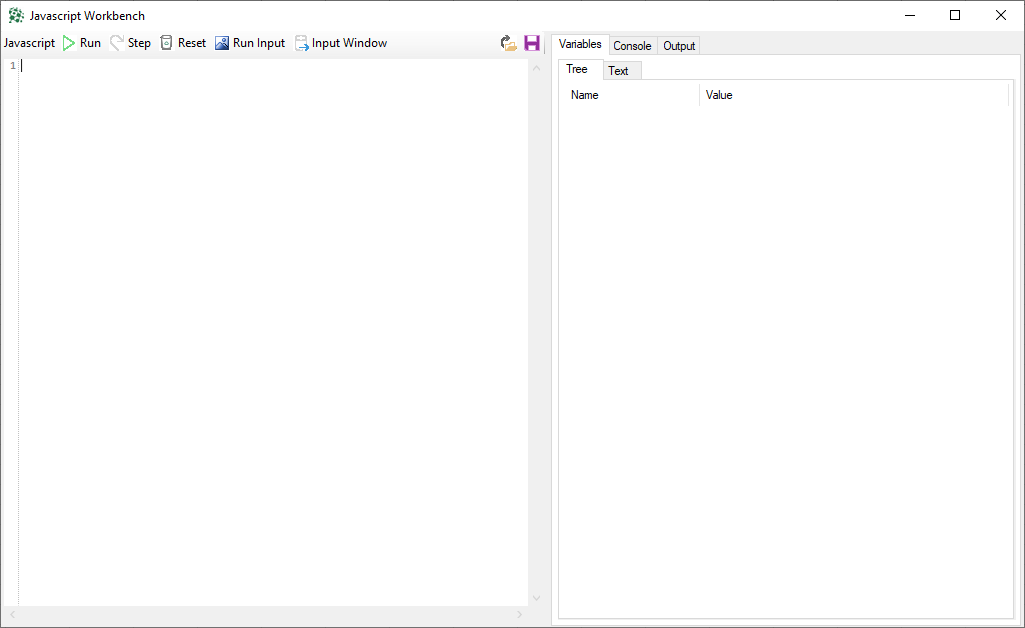 Javascript Workbench
Javascript Run Step Reset Run Input Input Window
Variables Console Output
Tree Text
Name Value
1